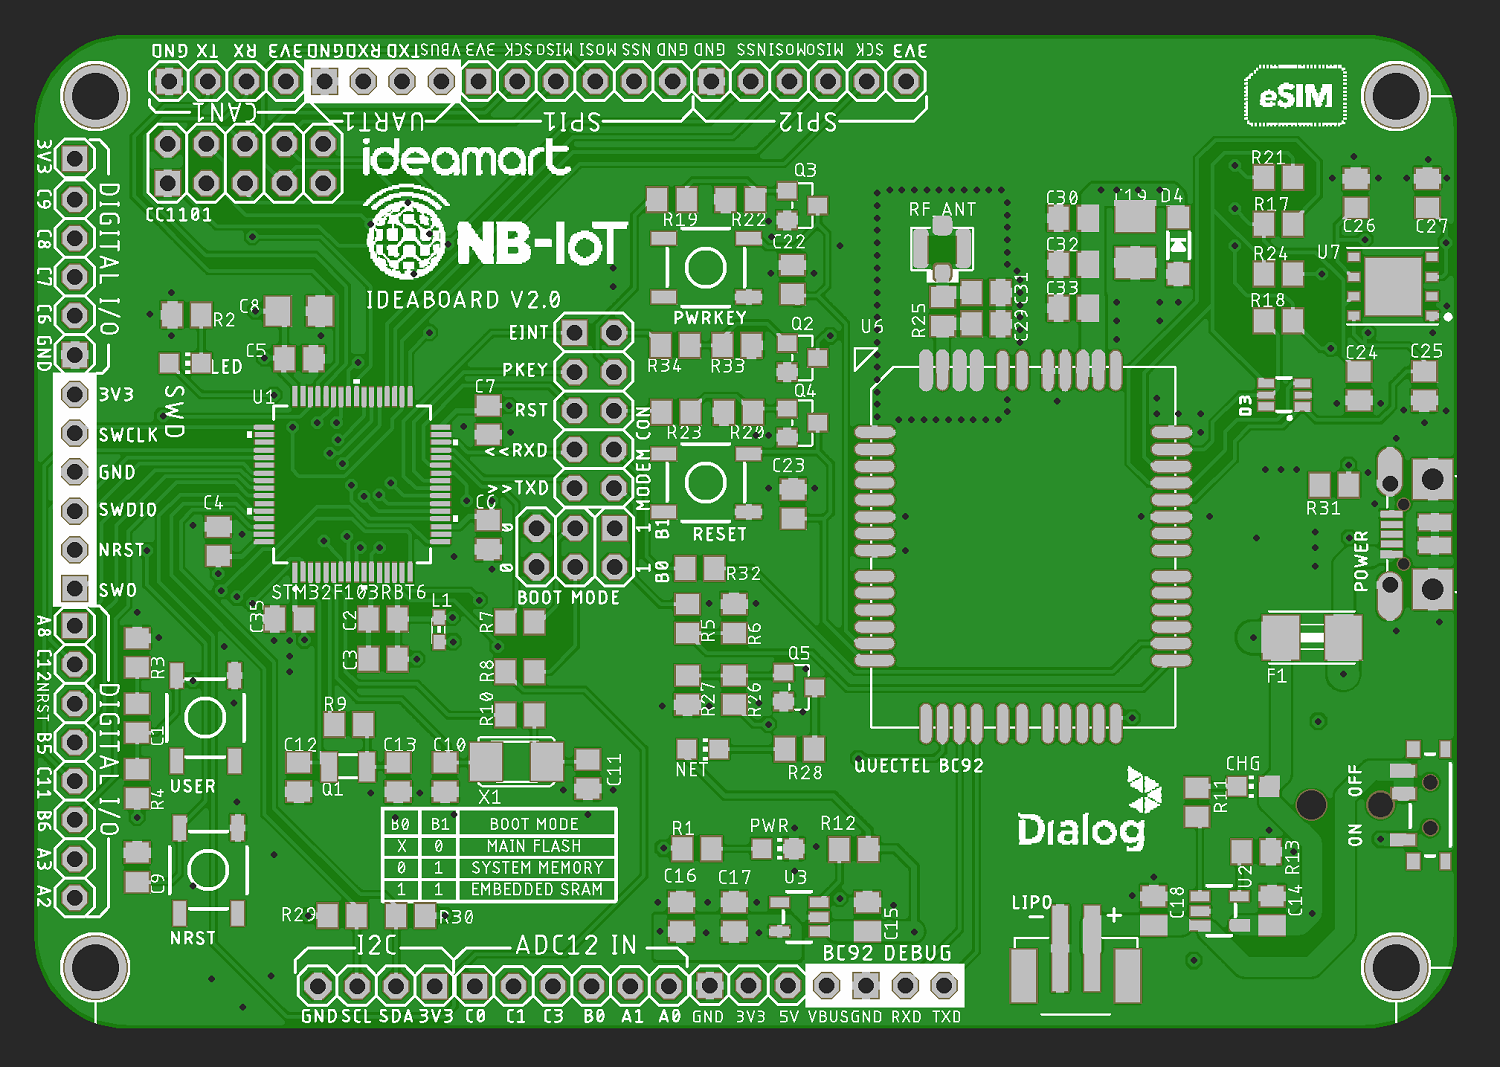 GND TX RX 3V3 GND RXD TXD VBUS 3V3 SCK MISO MOSI NSS GND GND NSS MOSI MISO SCK 3V3
CAN1 UART1 SPI1 SPI2
eSIM
ideamart
NB-IoT
IDEABOARD V2.0
CC1101
3V3
C9
C8
C7
C6
GND
DIGITAL I/O
3V3
SWCLK
GND
SWDIO
NRST
SWO
SWD
A8
C12
NRST
B5
C11
B6
A3
A2
DIGITAL I/O
R2
C8
C5
LED
U1
C7
C6
C4
STM32F103RBT6
C35
C2
C3
L1
R7
R8
R10
R9
R3
C1
R4
C9
USER
NRST
C12
C13
C10
C11
Q1
X1
EINT
PKEY
RST
<<RXD
>>TXD
MODEM CON
0 1 B1
0 1 B0
BOOT MODE
B0 B1 BOOT MODE
X 0 MAIN FLASH
0 1 SYSTEM MEMORY
1 1 EMBEDDED SRAM
Q3
R19 R22
C22
PWRKEY
Q2
R34 R33
Q4
R23 R20
C23
RESET
R32
R5
R6
Q5
R27
R26
NET
R28
RF ANT
R25
C31
C29
C30
C32
C33
D4
QUECTEL BC92
R21
R17
R24
R18
C26
C27
U7
C24
C25
D3
R31
POWER
F1
CHG
R11
OFF
ON
R13
U2
C14
C18
Dialog
LIPO
- +
R1
PWR
R12
C16
C17
U3
C15
BC92 DEBUG
R29
R30
I2C
ADC12 IN
GND SCL SDA 3V3 C0 C1 C3 B0 A1 A0 GND 3V3 5V VBUS GND RXD TXD